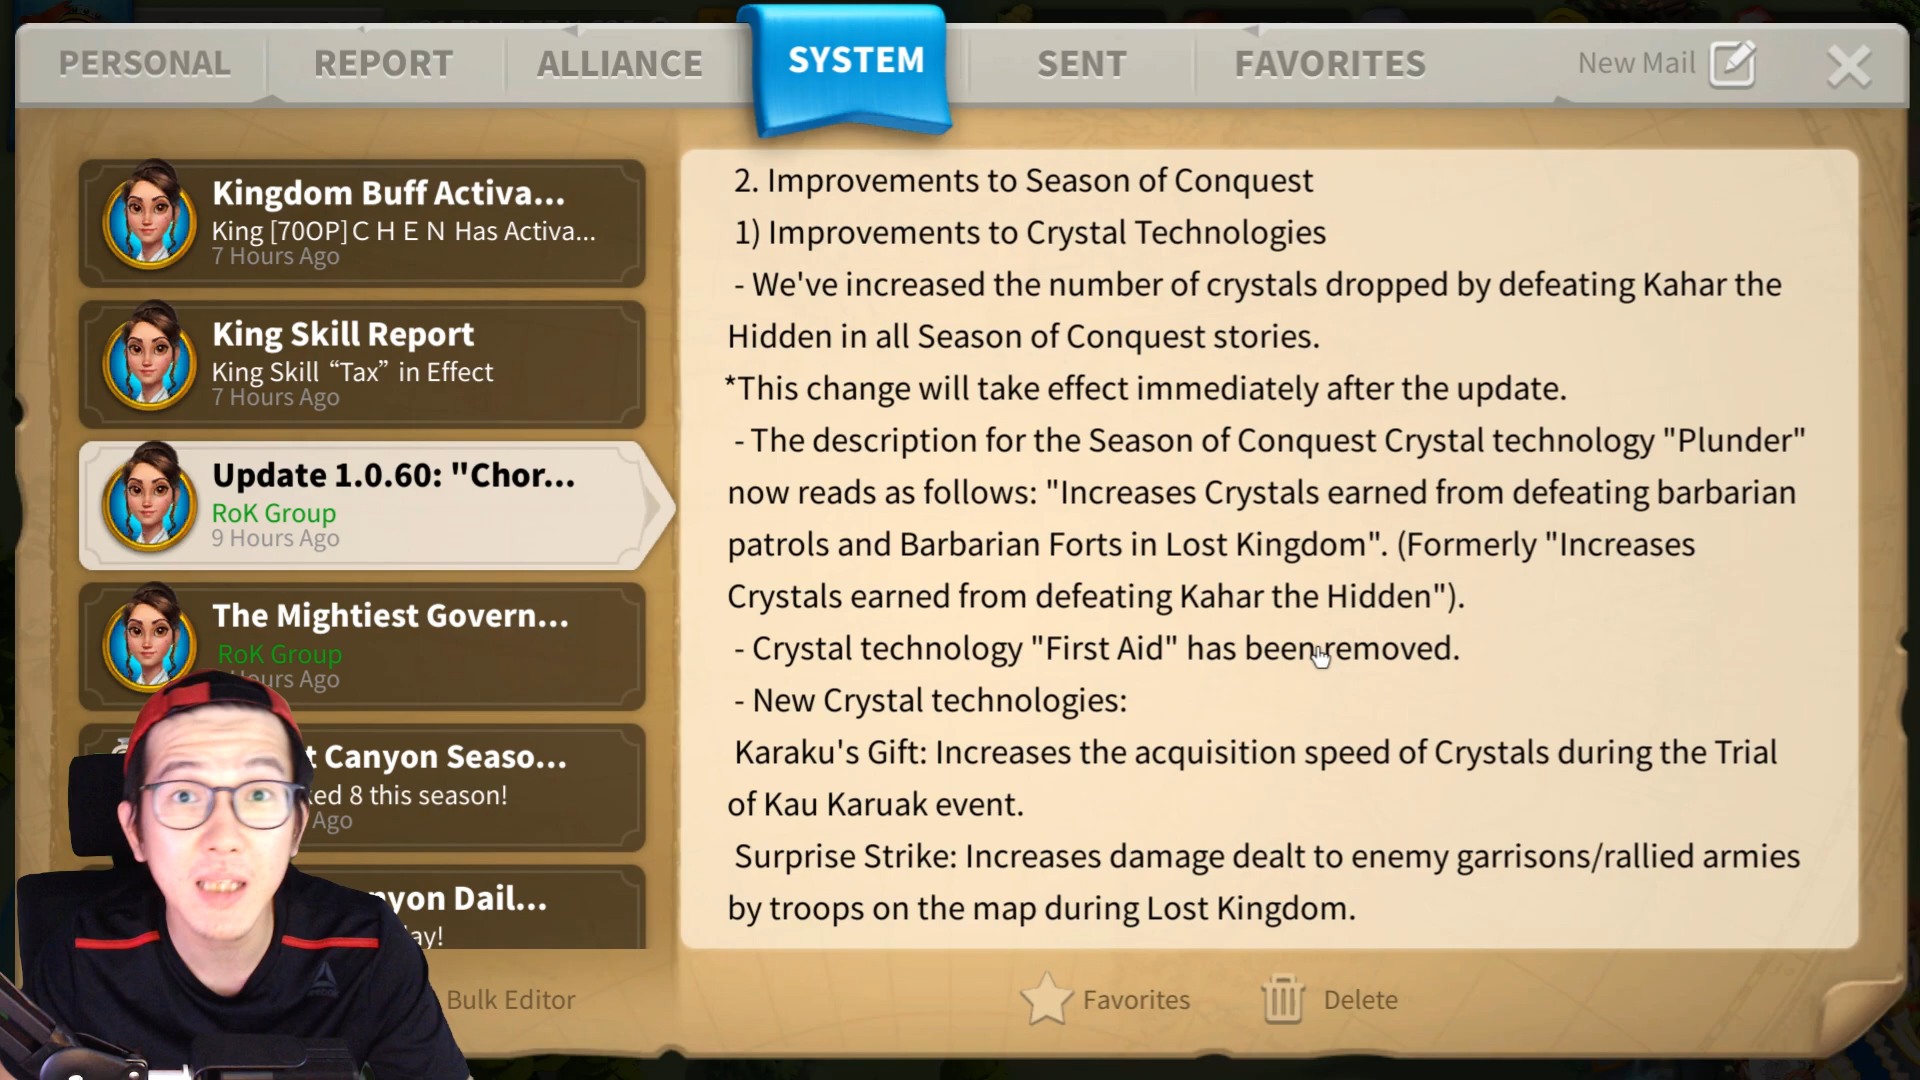 PERSONAL
REPORT
ALLIANCE
SYSTEM
SENT
FAVORITES
New Mail
Kingdom Buff Activa...
King [70OP]C H E N Has Activa...
7 Hours Ago
King Skill Report
King Skill “Tax” in Effect
7 Hours Ago
Update 1.0.60: "Chor...
RoK Group
9 Hours Ago
The Mightiest Govern...
RoK Group
Ago
Canyon Seaso...
8 this season!
Ago
Dail...
Bulk Editor
2. Improvements to Season of Conquest
1) Improvements to Crystal Technologies
- We've increased the number of crystals dropped by defeating Kahar the
Hidden in all Season of Conquest stories.
*This change will take effect immediately after the update.
- The description for the Season of Conquest Crystal technology "Plunder"
now reads as follows: "Increases Crystals earned from defeating barbarian
patrols and Barbarian Forts in Lost Kingdom". (Formerly "Increases
Crystals earned from defeating Kahar the Hidden").
- Crystal technology "First Aid" has been removed.
- New Crystal technologies:
Karaku's Gift: Increases the acquisition speed of Crystals during the Trial
of Kau Karuak event.
Surprise Strike: Increases damage dealt to enemy garrisons/rallied armies
by troops on the map during Lost Kingdom.
Favorites
Delete